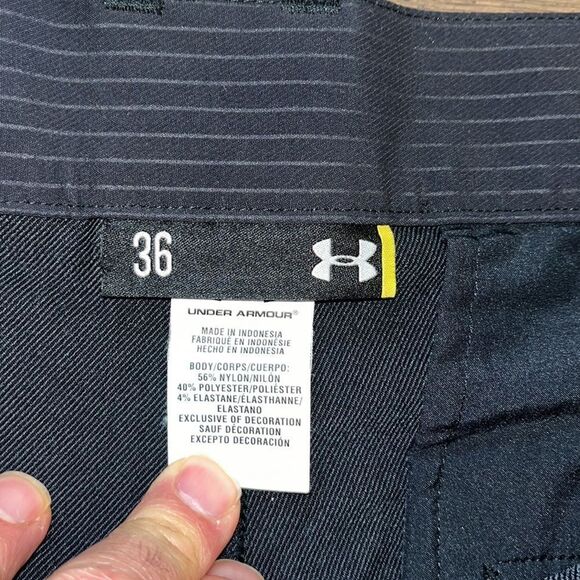 36
UNDER ARMOUR®
MADE IN INDONESIA
FABRIQUÉ EN INDONÉSIE
HECHO EN INDONESIA
BODY/CORPS/CUERPO:
56% NYLON/NILÓN
40% POLYESTER/POLIÉSTER
4% ELASTANE/ÉLASTHANNE/
ELASTANO
EXCLUSIVE OF DECORATION
SAUF DÉCORATION
EXCEPTO DECORACIÓN